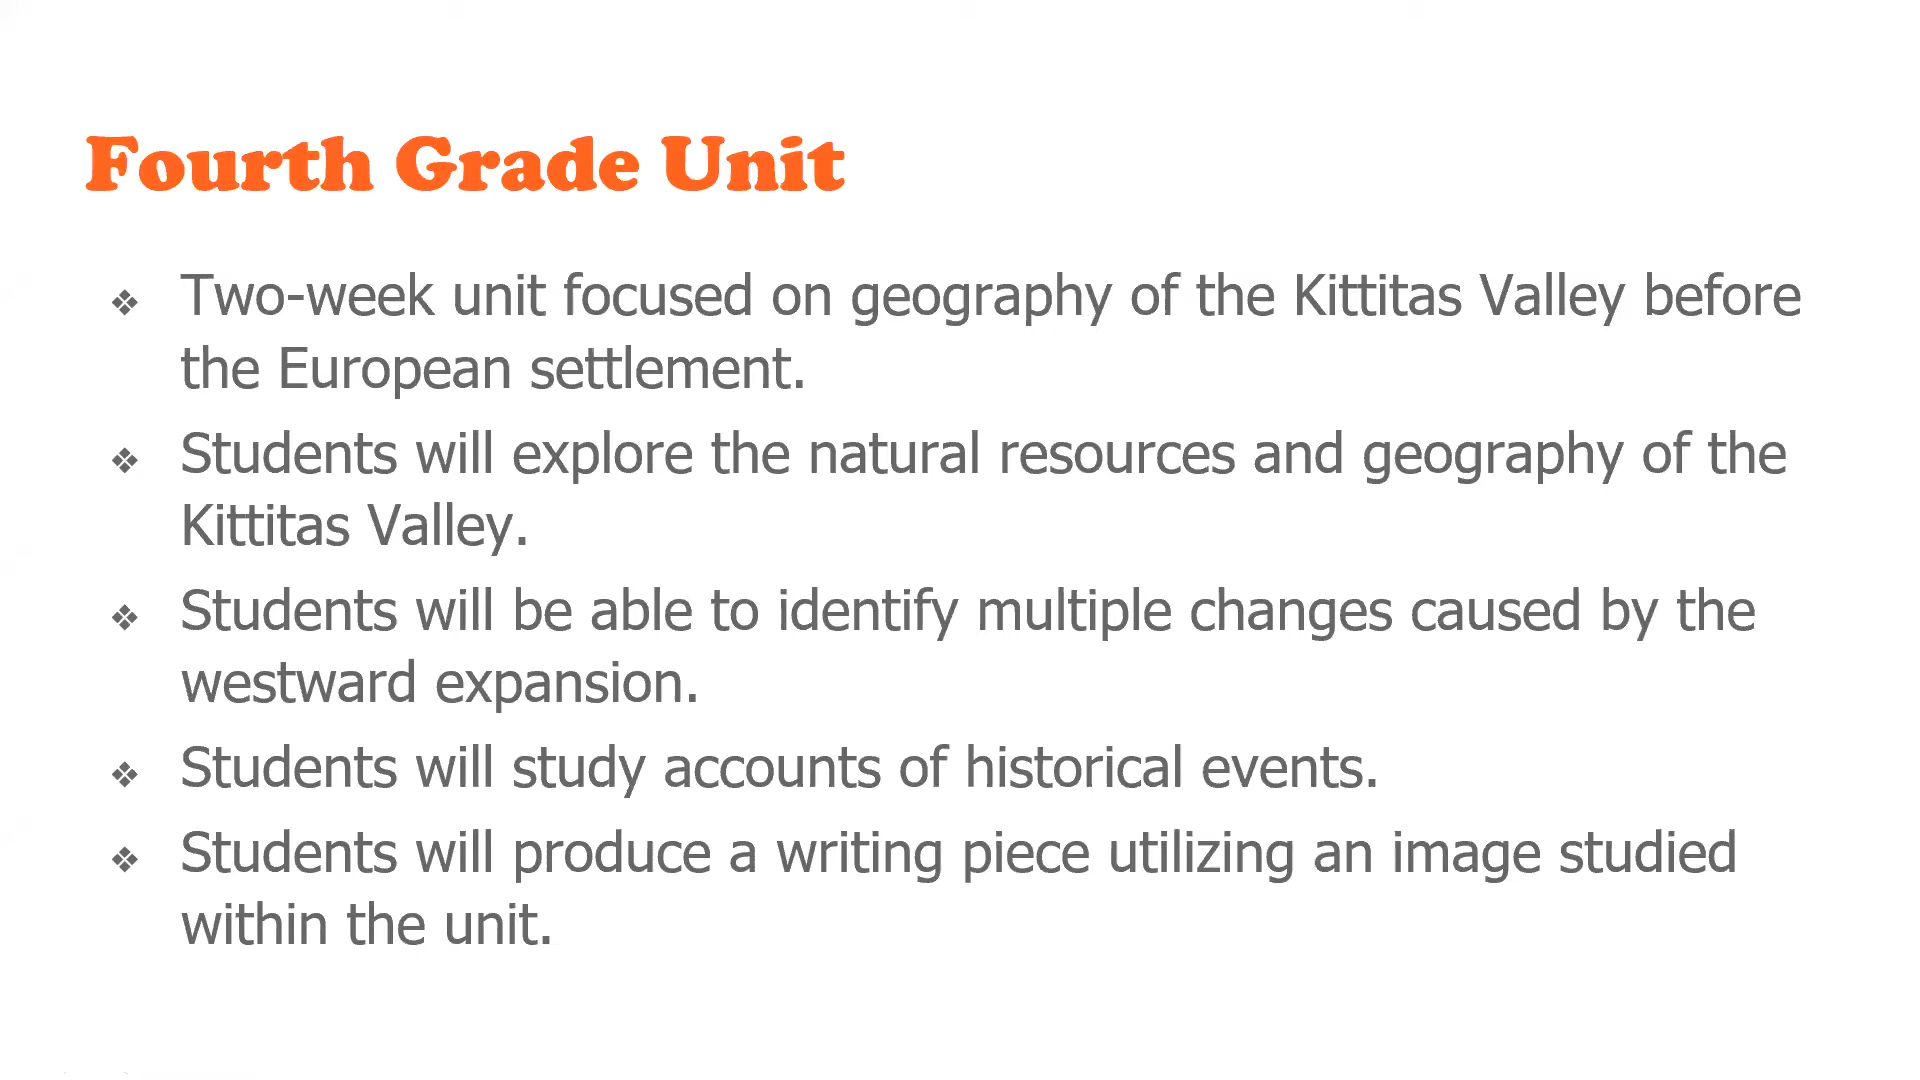 Fourth Grade Unit
❖ Two-week unit focused on geography of the Kittitas Valley before
the European settlement.
❖ Students will explore the natural resources and geography of the
Kittitas Valley.
❖ Students will be able to identify multiple changes caused by the
westward expansion.
❖ Students will study accounts of historical events.
❖ Students will produce a writing piece utilizing an image studied
within the unit.